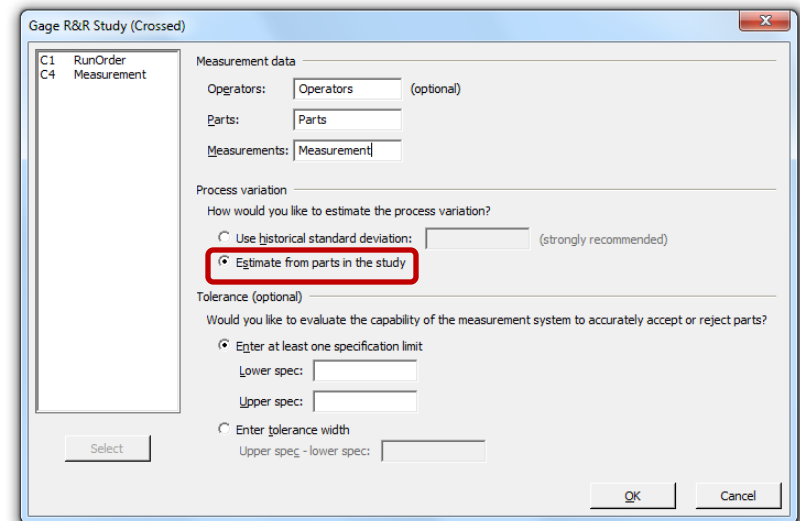 Gage R&R Study (Crossed)
x
C1 RunOrder
C4 Measurement
Measurement data
Operators: Operators (optional)
Parts: Parts
Measurements: Measurement
Process variation
How would you like to estimate the process variation?
Use historical standard deviation: (strongly recommended)
Estimate from parts in the study
Tolerance (optional)
Would you like to evaluate the capability of the measurement system to accurately accept or reject parts?
Enter at least one specification limit
Lower spec:
Upper spec:
Enter tolerance width
Upper spec - lower spec:
Select
OK Cancel